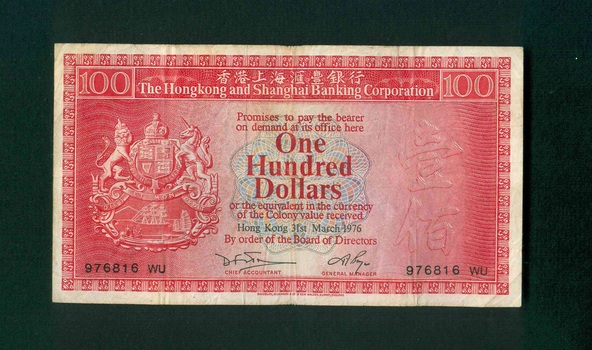 香港上海滙豐銀行
100 The Hongkong and Shanghai Banking Corporation 100
Promises to pay the bearer
on demand at its office here
One
Hundred
Dollars
or the equivalent in the currency
of the Colony value received
Hong Kong 31st March 1976
By order of the Board of Directors
壹
佰
CHIEF ACCOUNTANT GENERAL MANAGER
976816 WU 976816 WU